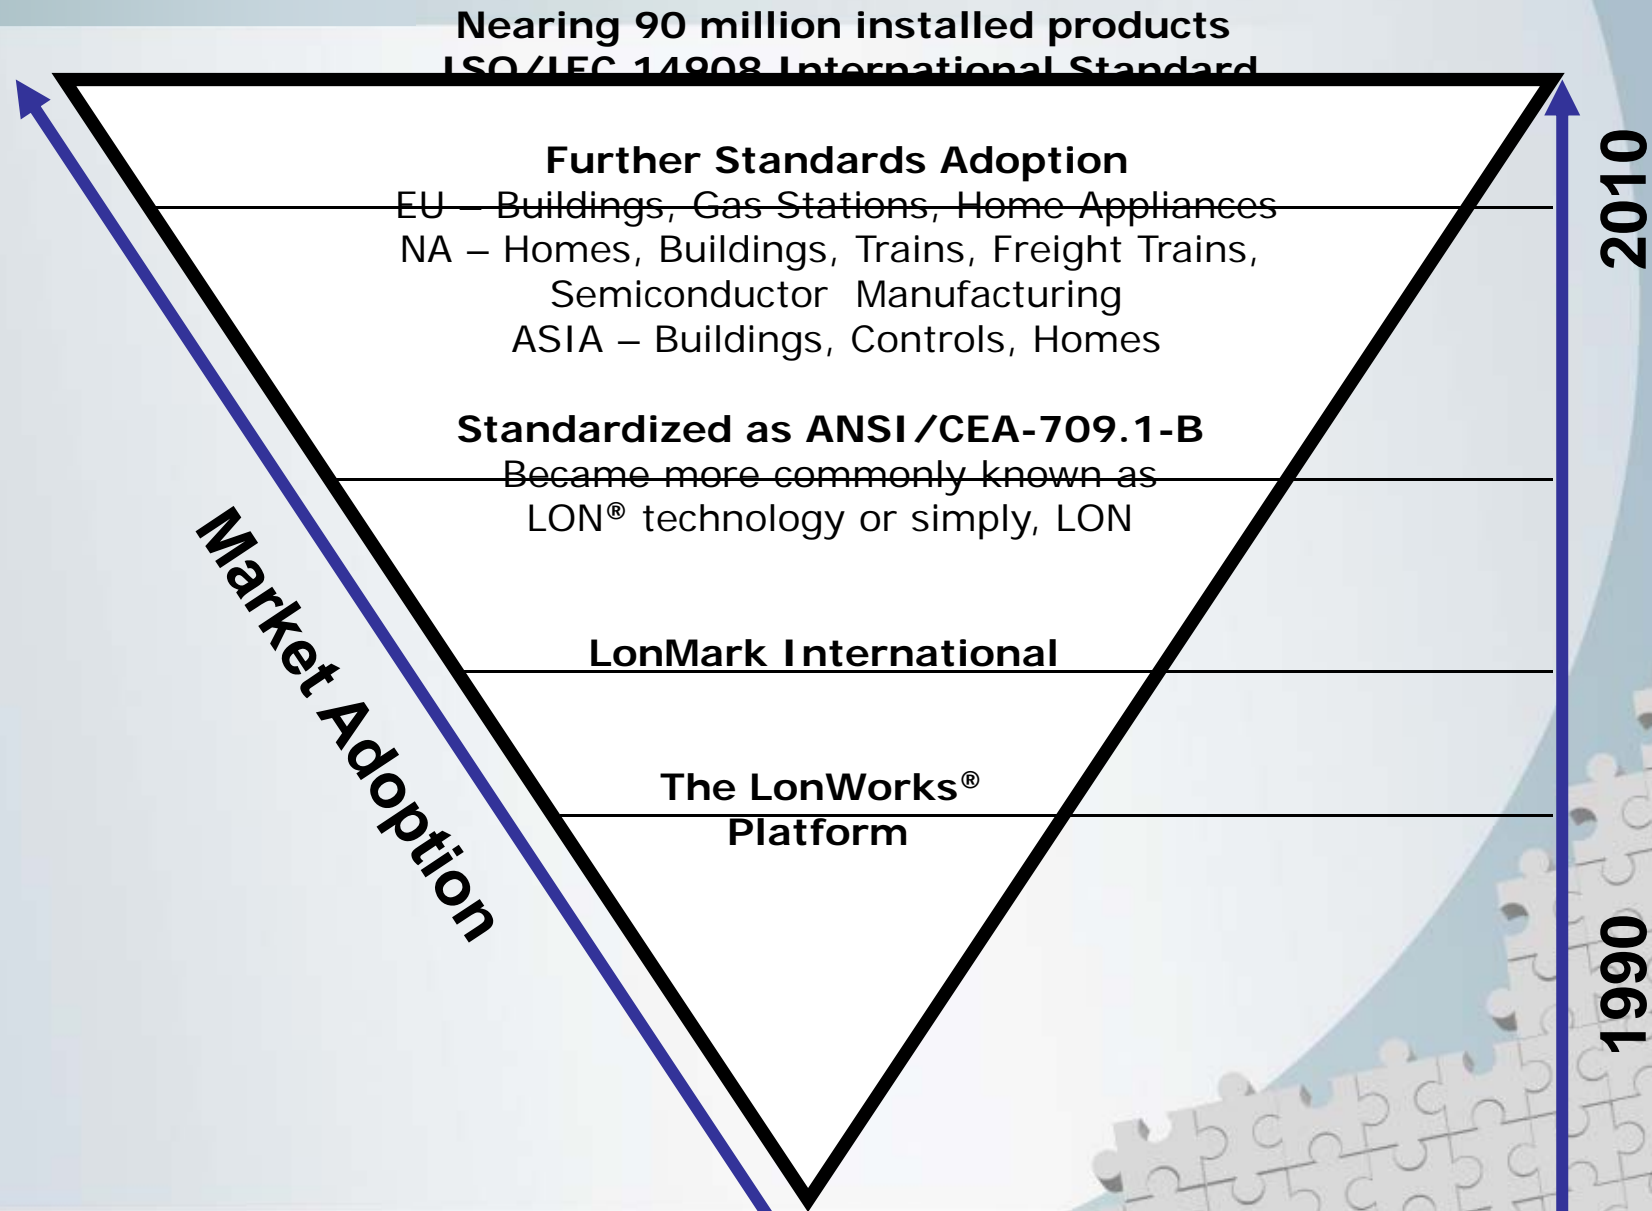 Nearing 90 million installed products
ISO/IEC 14908 International Standard
Further Standards Adoption
EU – Buildings, Gas Stations, Home Appliances
NA – Homes, Buildings, Trains, Freight Trains,
Semiconductor Manufacturing
ASIA – Buildings, Controls, Homes
Standardized as ANSI/CEA-709.1-B
Became more commonly known as
LON® technology or simply, LON
LonMark International
The LonWorks®
Platform
Market Adoption
2010
1990